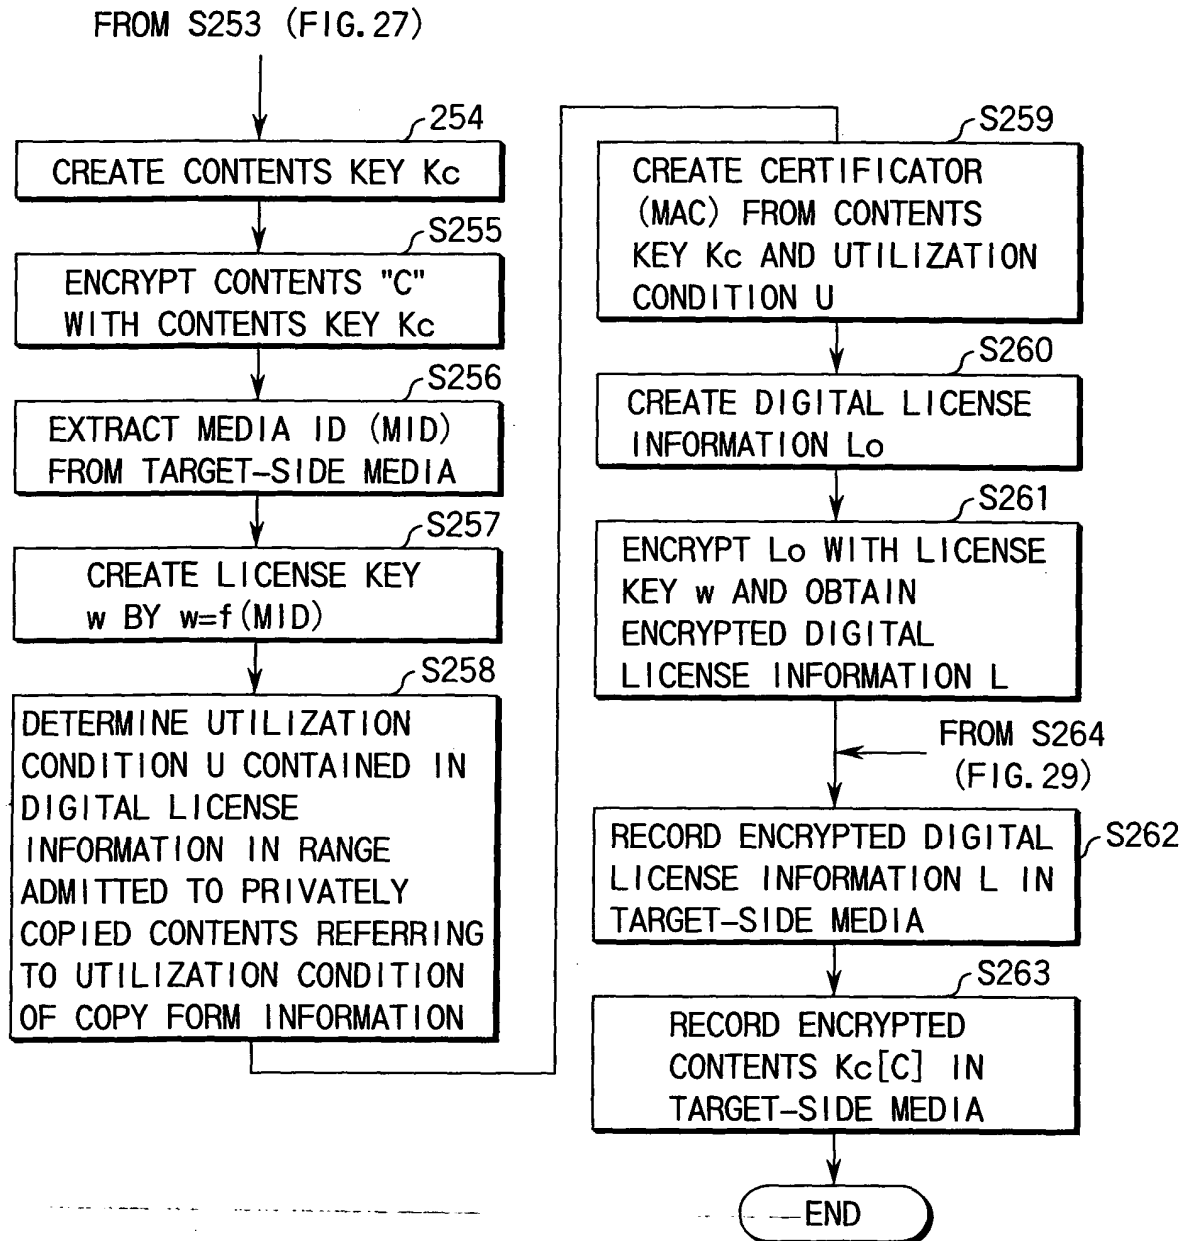 FROM S253 (FIG.27)
254
CREATE CONTENTS KEY Kc
S255
ENCRYPT CONTENTS "C"
WITH CONTENTS KEY Kc
S256
EXTRACT MEDIA ID (MID)
FROM TARGET-SIDE MEDIA
S257
CREATE LICENSE KEY
w BY w=f(MID)
S258
DETERMINE UTILIZATION
CONDITION U CONTAINED IN
DIGITAL LICENSE
INFORMATION IN RANGE
ADMITTED TO PRIVATELY
COPIED CONTENTS REFERRING
TO UTILIZATION CONDITION
OF COPY FORM INFORMATION
S259
CREATE CERTIFICATOR
(MAC) FROM CONTENTS
KEY Kc AND UTILIZATION
CONDITION U
S260
CREATE DIGITAL LICENSE
INFORMATION Lo
S261
ENCRYPT Lo WITH LICENSE
KEY w AND OBTAIN
ENCRYPTED DIGITAL
LICENSE INFORMATION L
FROM S264
(FIG.29)
S262
RECORD ENCRYPTED DIGITAL
LICENSE INFORMATION L IN
TARGET-SIDE MEDIA
S263
RECORD ENCRYPTED
CONTENTS Kc[C] IN
TARGET-SIDE MEDIA
END